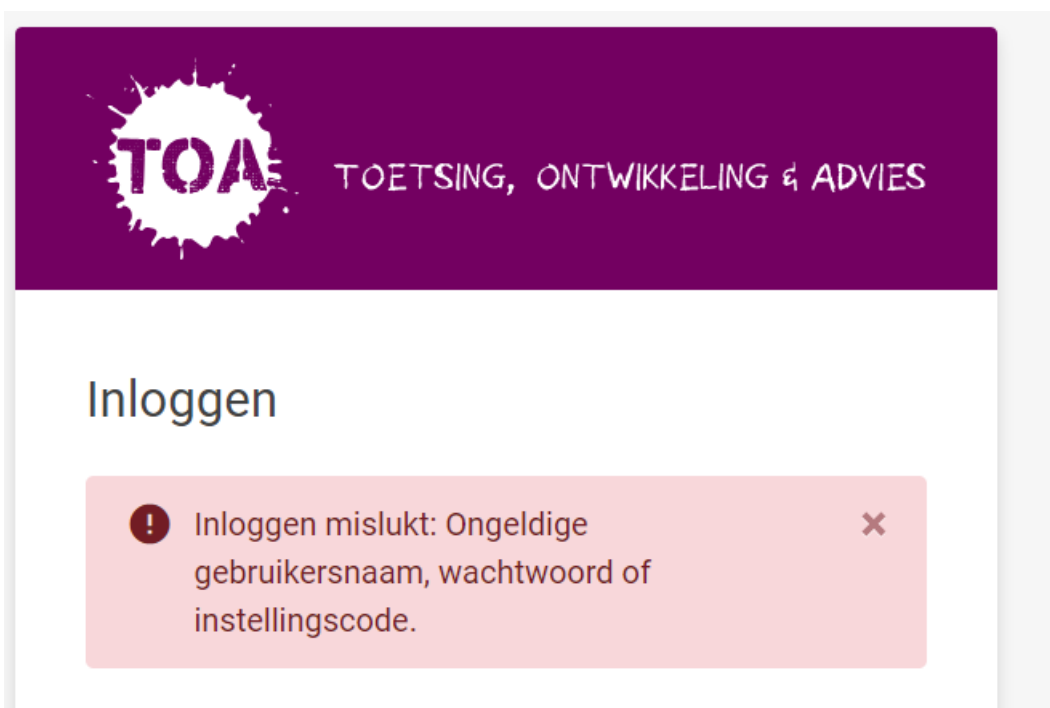 TOA
TOETSING, ONTWIKKELING & ADVIES
Inloggen
Inloggen mislukt: Ongeldige
gebruikersnaam, wachtwoord of
instellingscode.